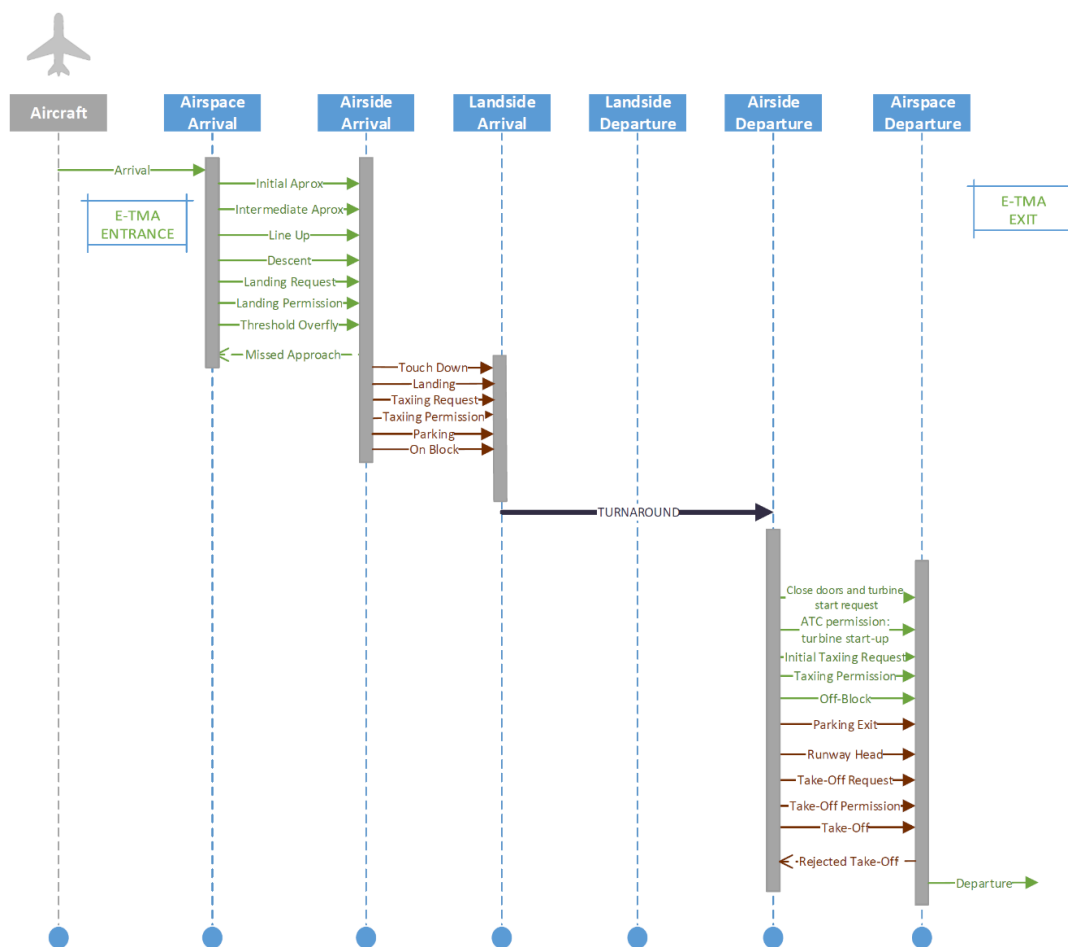 Aircraft
Airspace
Arrival
Airside
Arrival
Landside
Arrival
Landside
Departure
Airside
Departure
Airspace
Departure
Arrival
E-TMA
ENTRANCE
Initial Aprox
Intermediate Aprox
Line Up
Descent
Landing Request
Landing Permission
Threshold Overfly
Missed Approach
E-TMA
EXIT
Touch Down
Landing
Taxiing Request
Taxiing Permission
Parking
On Block
TURNAROUND
Close doors and turbine
start request
ATC permission:
turbine start-up
Initial Taxiing Request
Taxiing Permission
Off-Block
Parking Exit
Runway Head
Take-Off Request
Take-Off Permission
Take-Off
Rejected Take-Off
Departure